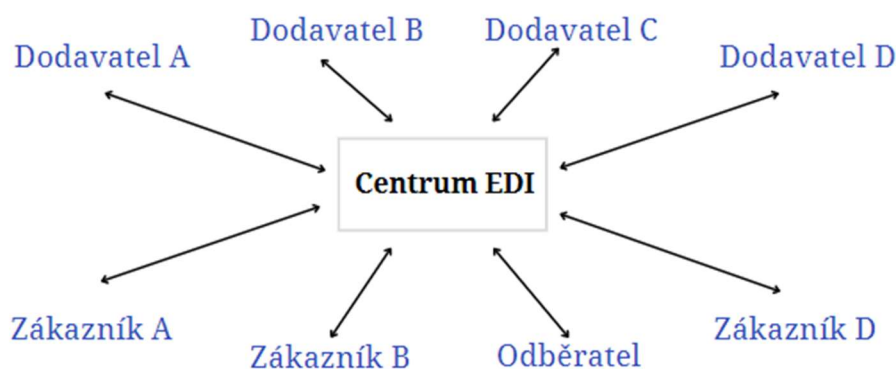 Dodavatel A
Dodavatel B
Dodavatel C
Dodavatel D
Centrum EDI
Zákazník A
Zákazník B
Odběratel
Zákazník D